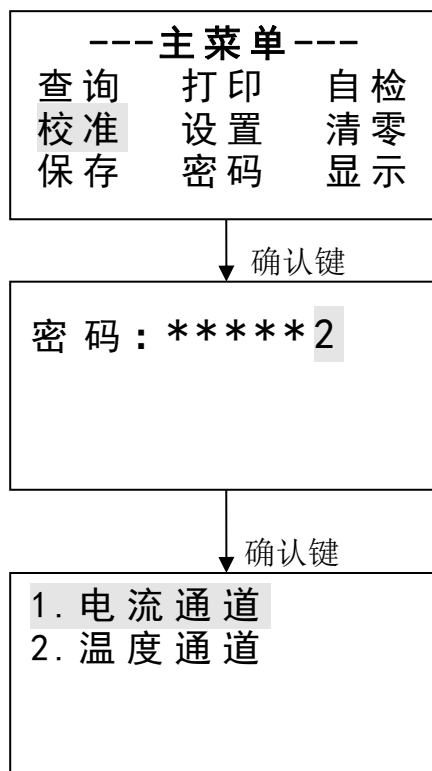 ---主菜单---
查询 打印 自检
校准 设置 清零
保存 密码 显示
确认键
密码:*****2
确认键
1.电流通道
2.温度通道